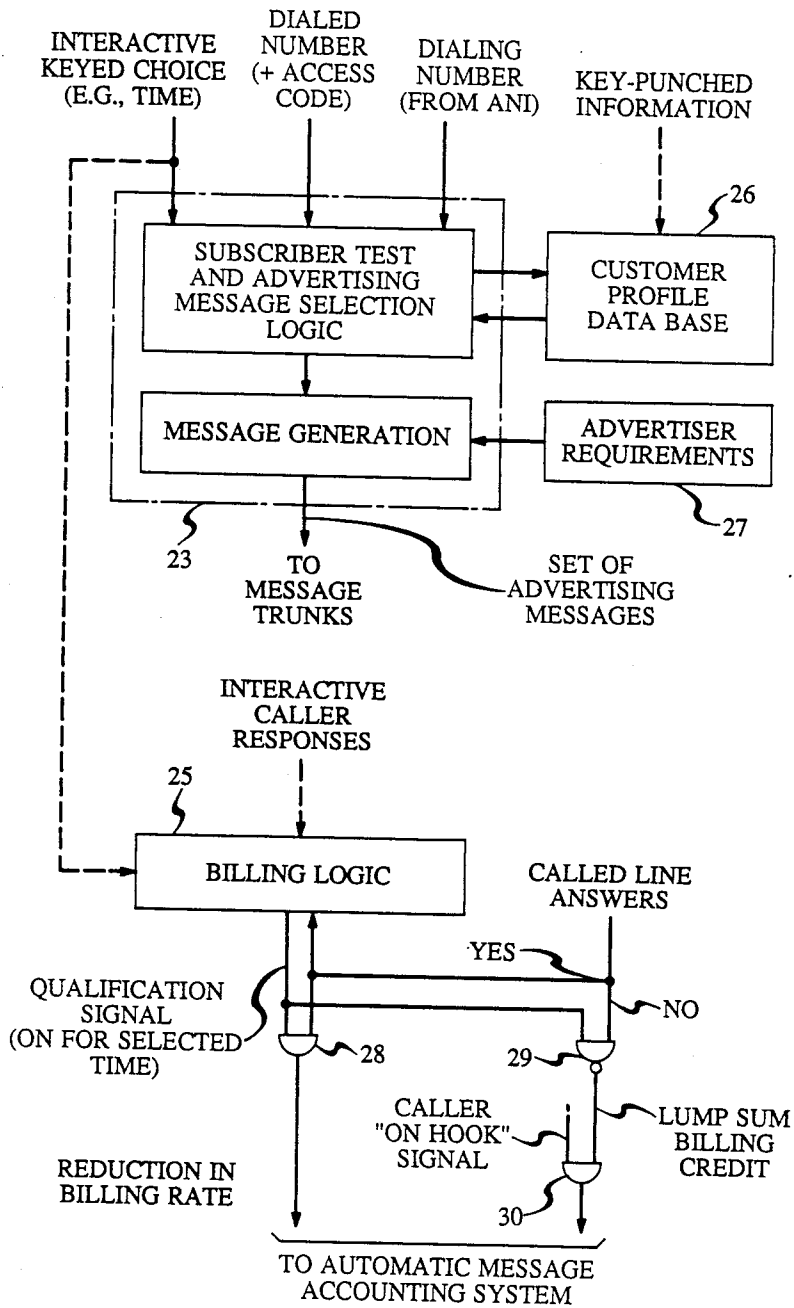 INTERACTIVE
KEYED CHOICE
(E.G., TIME)
DIALED
NUMBER
(+ ACCESS
CODE)
DIALING
NUMBER
(FROM ANI)
KEY-PUNCHED
INFORMATION
26
SUBSCRIBER TEST
AND ADVERTISING
MESSAGE SELECTION
LOGIC
CUSTOMER
PROFILE
DATA BASE
MESSAGE GENERATION
ADVERTISER
REQUIREMENTS
27
23
TO
MESSAGE
TRUNKS
SET OF
ADVERTISING
MESSAGES
INTERACTIVE
CALLER
RESPONSES
25
BILLING LOGIC
CALLED LINE
ANSWERS
YES
NO
QUALIFICATION
SIGNAL
(ON FOR SELECTED
TIME)
28
29
CALLER
"ON HOOK"
SIGNAL
LUMP SUM
BILLING
CREDIT
REDUCTION IN
BILLING RATE
30
TO AUTOMATIC MESSAGE
ACCOUNTING SYSTEM